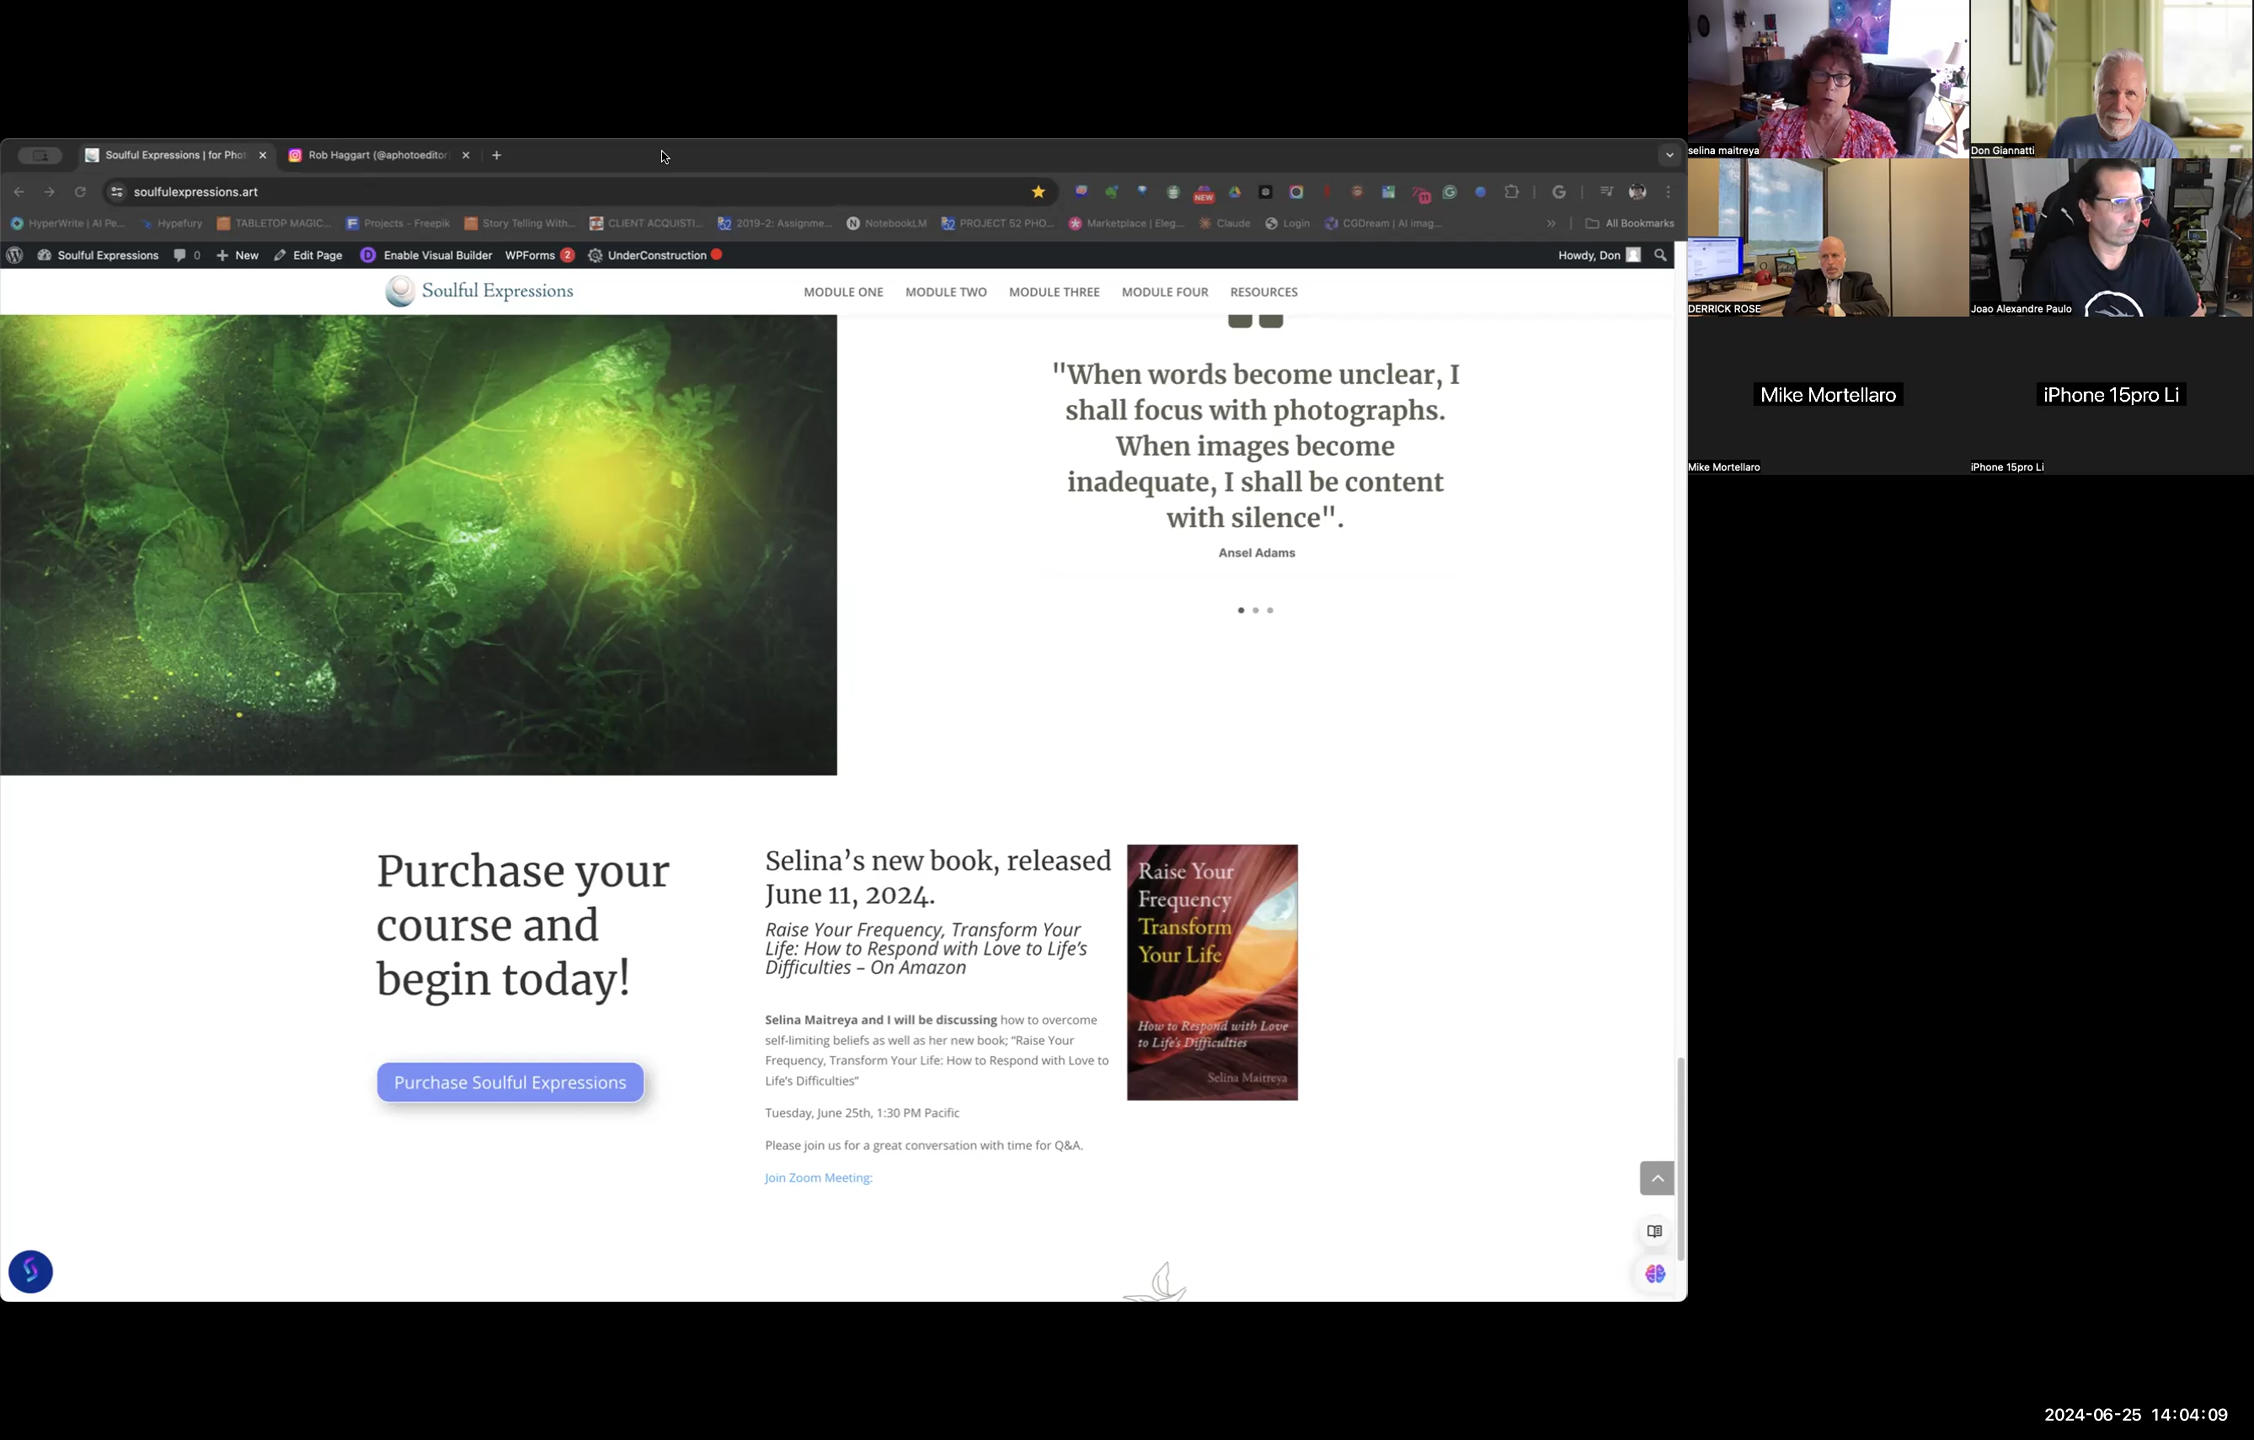 Soulful Expressions | for Phot
Rob Haggart (@aphotoeditor
soulfulexpressions.art
NEW
11
HyperWrite | AI Pe...
Hypefury
TABLETOP MAGIC...
Projects - Freepik
Story Telling With...
CLIENT ACQUISTI...
2019-2: Assignme...
NotebookLM
PROJECT 52 PHO...
Marketplace | Eleg...
Claude
Login
CGDream | AI imag...
All Bookmarks
Soulful Expressions
0
New
Edit Page
Enable Visual Builder
WPForms 2
UnderConstruction
Howdy, Don
Soulful Expressions
MODULE ONE
MODULE TWO
MODULE THREE
MODULE FOUR
RESOURCES
"When words become unclear, I
shall focus with photographs.
When images become
inadequate, I shall be content
with silence".
Ansel Adams
Purchase your
course and
begin today!
Purchase Soulful Expressions
Selina’s new book, released
June 11, 2024.
Raise Your Frequency, Transform Your
Life: How to Respond with Love to Life’s
Difficulties – On Amazon
Selina Maitreya and I will be discussing how to overcome
self-limiting beliefs as well as her new book; “Raise Your
Frequency, Transform Your Life: How to Respond with Love to
Life’s Difficulties”
Tuesday, June 25th, 1:30 PM Pacific
Please join us for a great conversation with time for Q&A.
Join Zoom Meeting:
Raise Your
Frequency
Transform
Your Life
How to Respond with Love
to Life's Difficulties
Selina Maitreya
selina maitreya
Don Giannatti
DERRICK ROSE
Joao Alexandre Paulo
Mike Mortellaro
iPhone 15pro Li
Mike Mortellaro
iPhone 15pro Li
2024-06-25 14:04:09